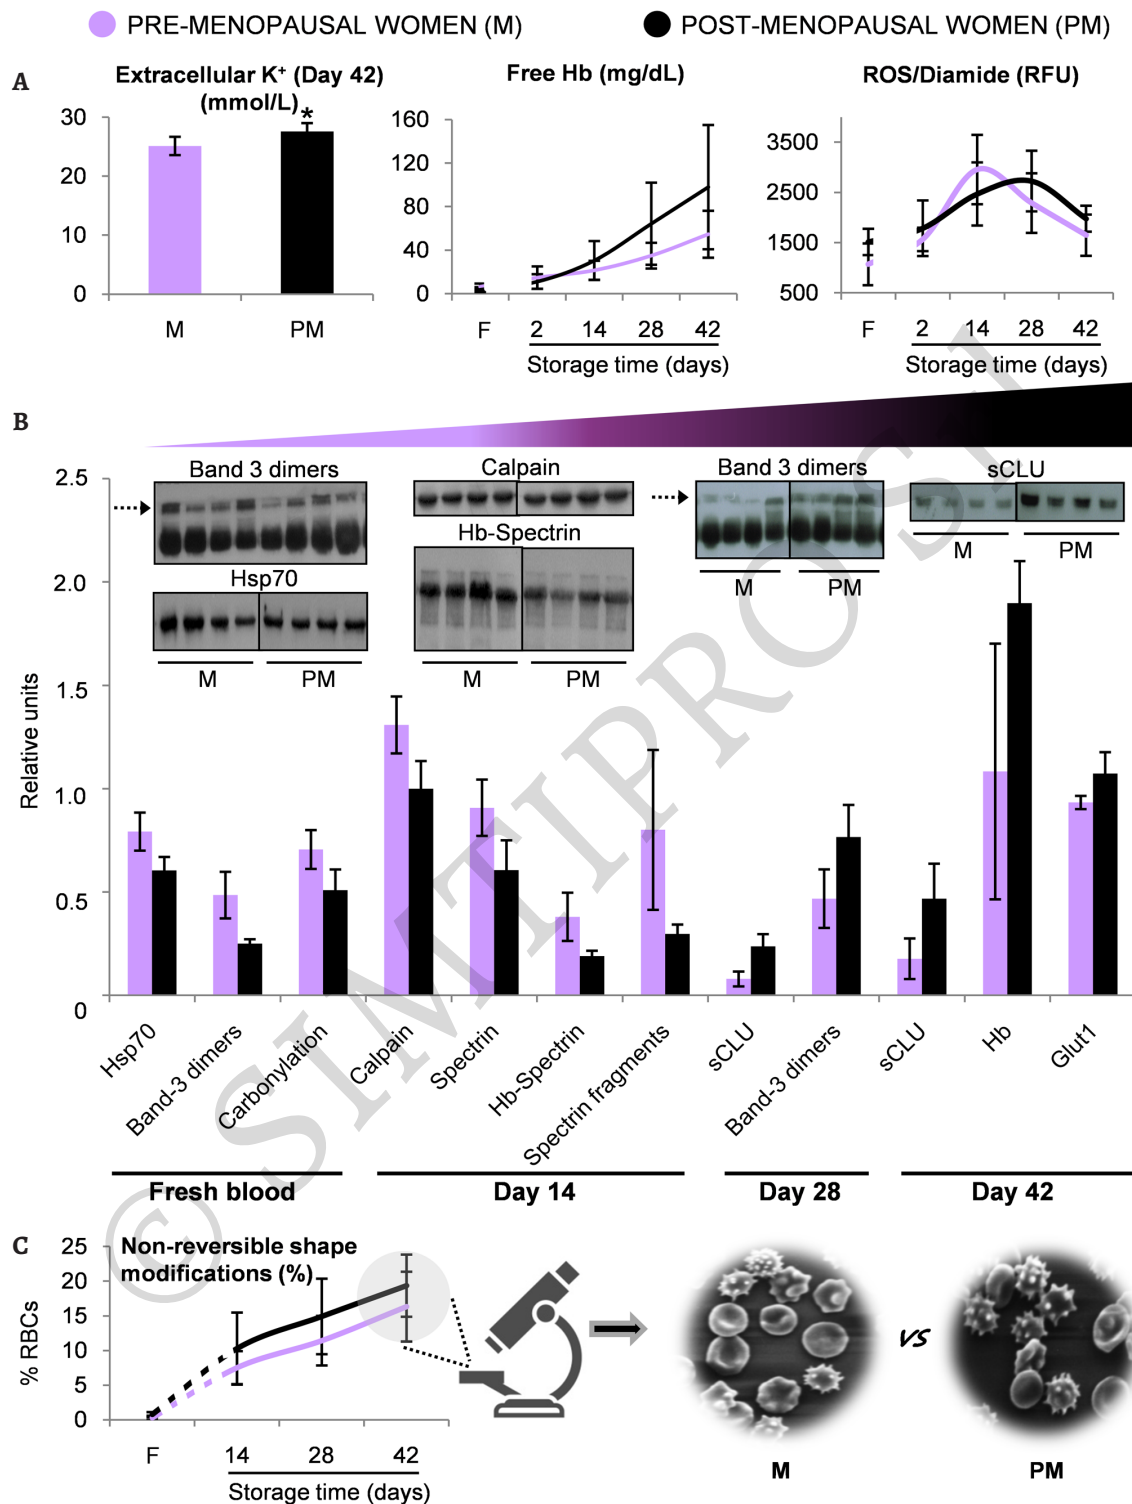 PRE-MENOPAUSAL WOMEN (M)
POST-MENOPAUSAL WOMEN (PM)
A
Extracellular K⁺ (Day 42)
(mmol/L)
*
30
20
10
0
M
PM
Free Hb (mg/dL)
160
120
80
40
0
F
2
14
28
42
Storage time (days)
ROS/Diamide (RFU)
3500
2500
1500
500
F
2
14
28
42
Storage time (days)
B
Band 3 dimers
Hsp70
M
PM
Calpain
Hb-Spectrin
M
PM
Band 3 dimers
M
PM
sCLU
M
PM
Relative units
2.5
2.0
1.5
1.0
0.5
0
Hsp70
Band-3 dimers
Carbonylation
Calpain
Spectrin
Hb-Spectrin
Spectrin fragments
sCLU
Band-3 dimers
sCLU
Hb
Glut1
Fresh blood
Day 14
Day 28
Day 42
C
Non-reversible shape
modifications (%)
% RBCs
25
20
15
10
5
0
F
14
28
42
Storage time (days)
M
vs
PM
© SIMTIPRO Srl